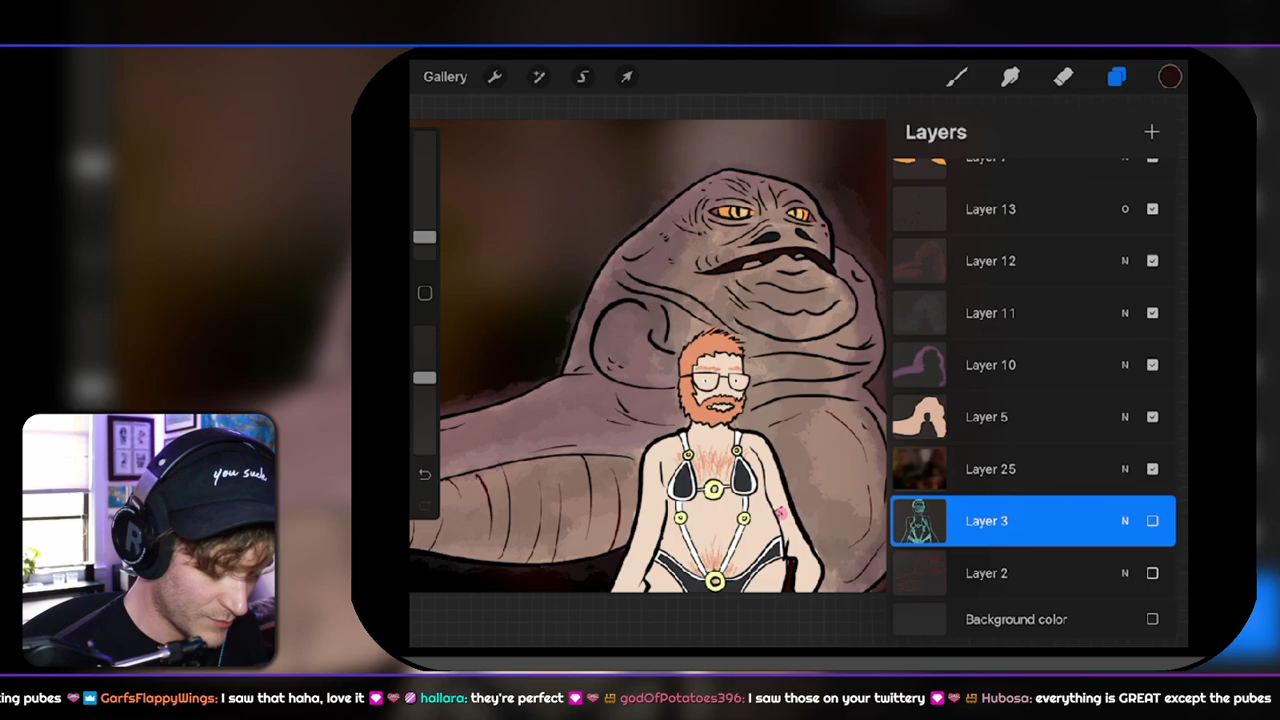 Gallery
Layers
Layer 13 O
Layer 12 N
Layer 11 N
Layer 10 N
Layer 5 N
Layer 25 N
Layer 3 N
Layer 2 N
Background color
you suck.
R
king pubes GarfsFlappyWings: I saw that haha, love it hallara: they're perfect godOfPotatoes396: I saw those on your twittery Hubosa: everything is GREAT except the pubes